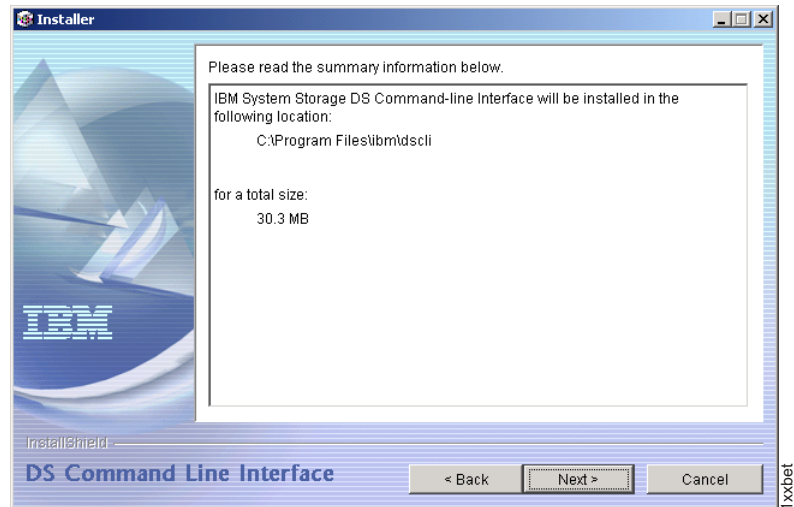 Installer
Please read the summary information below.
IBM System Storage DS Command-line Interface will be installed in the
following location:
C:\Program Files\ibm\dscli
for a total size:
30.3 MB
IBM
InstallShield
DS Command Line Interface
< Back
Next >
Cancel
lxxbet